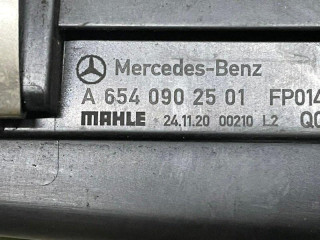 Mercedes-Benz
A 654 090 25 01 FP014
MAHLE 24.11.20 00210 L2